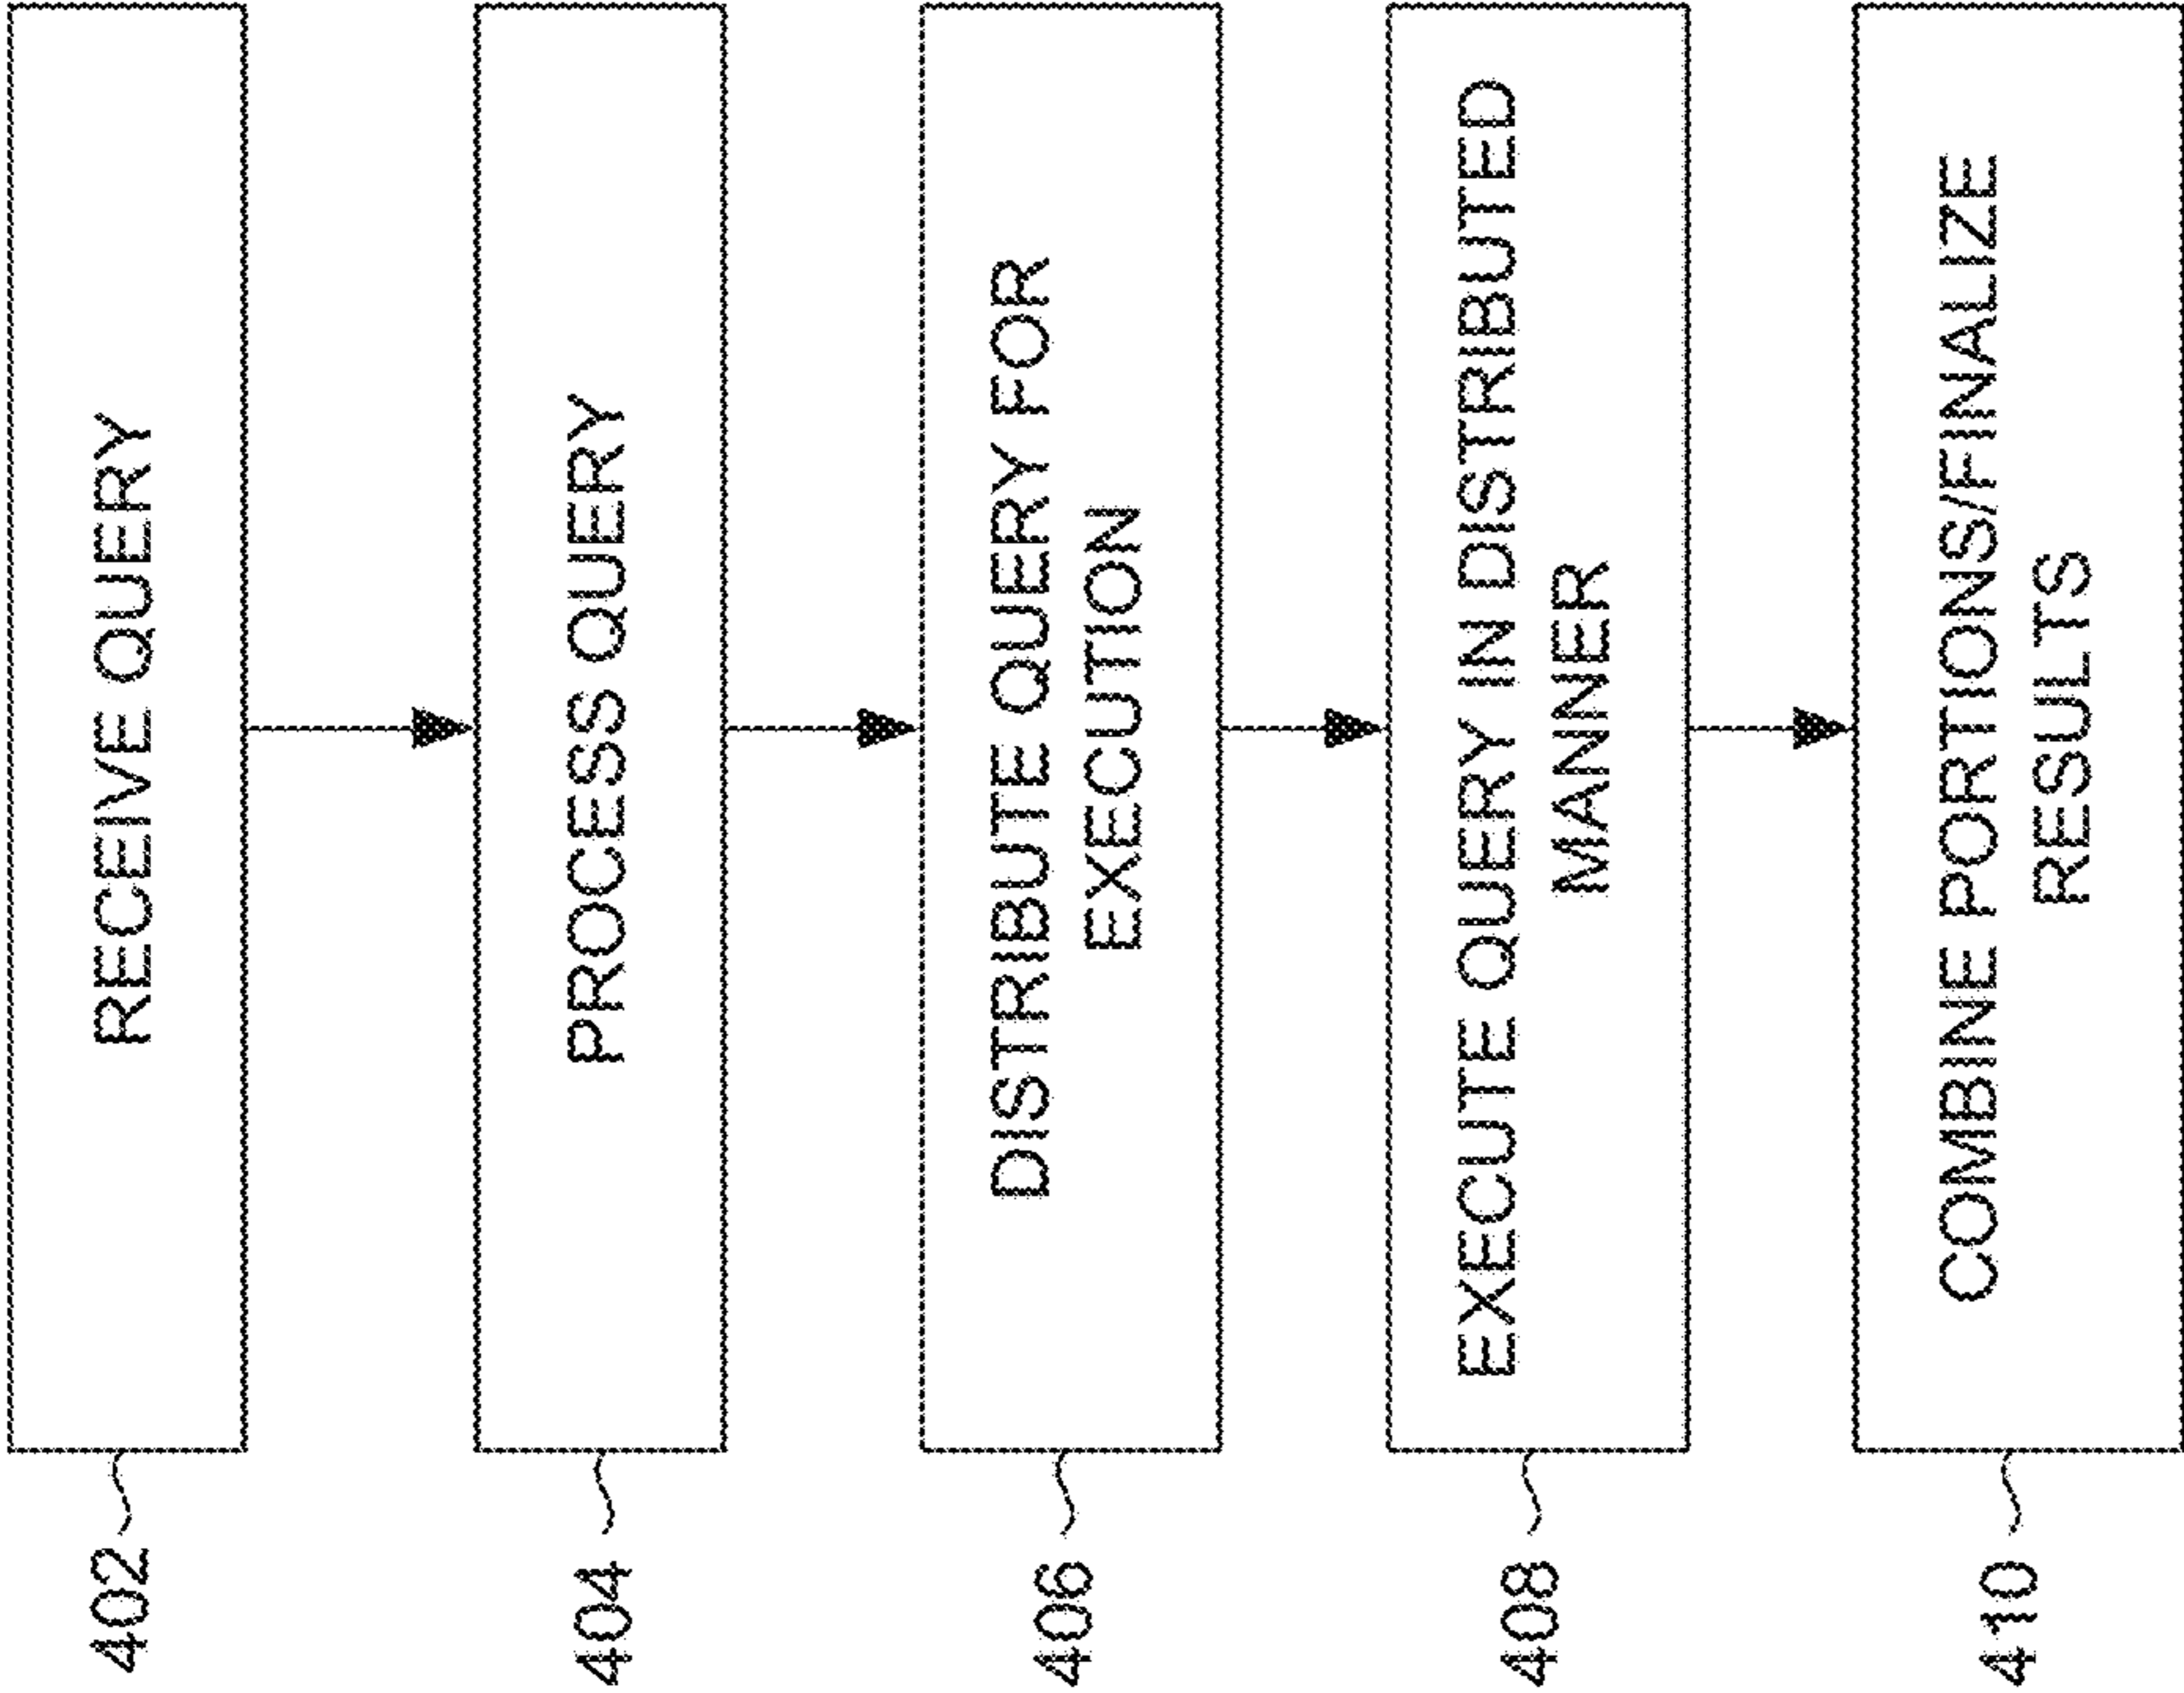 402
RECEIVE QUERY
404
PROCESS QUERY
406
DISTRIBUTE QUERY FOR
EXECUTION
408
EXECUTE QUERY IN DISTRIBUTED
MANNER
410
COMBINE PORTIONS/FINALIZE
RESULTS